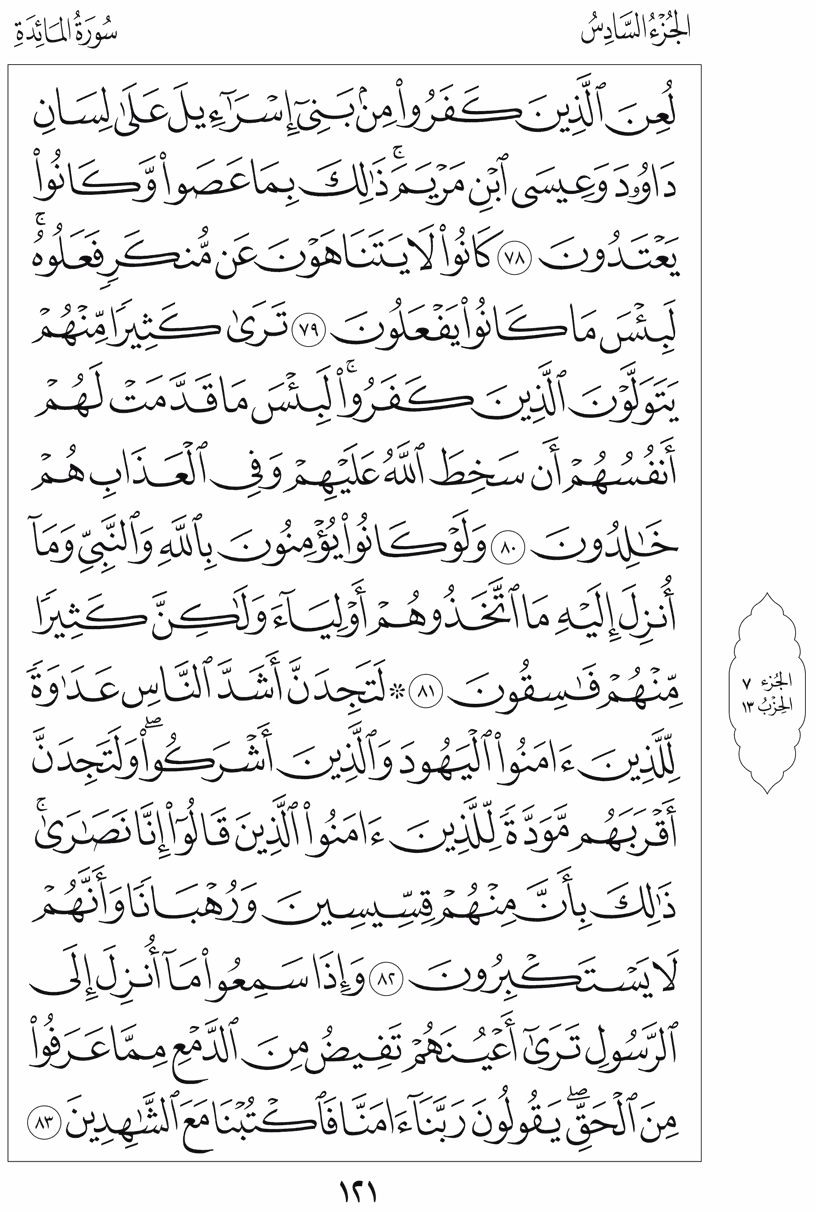 الجُزْءُ السَّادِسُ
سُورَةُ المَائِدَةِ
لُعِنَ ٱلَّذِينَ كَفَرُوا۟ مِنۢ بَنِىٓ إِسْرَٰٓءِيلَ عَلَىٰ لِسَانِ
دَاوُۥدَ وَعِيسَى ٱبْنِ مَرْيَمَ ۚ ذَٰلِكَ بِمَا عَصَوا۟ وَّكَانُوا۟
يَعْتَدُونَ ٧٨ كَانُوا۟ لَا يَتَنَاهَوْنَ عَن مُّنكَرٍ فَعَلُوهُ ۚ
لَبِئْسَ مَا كَانُوا۟ يَفْعَلُونَ ٧٩ تَرَىٰ كَثِيرًا مِّنْهُمْ
يَتَوَلَّوْنَ ٱلَّذِينَ كَفَرُوا۟ ۚ لَبِئْسَ مَا قَدَّمَتْ لَهُمْ
أَنفُسُهُمْ أَن سَخِطَ ٱللَّهُ عَلَيْهِمْ وَفِى ٱلْعَذَابِ هُمْ
خَٰلِدُونَ ٨٠ وَلَوْ كَانُوا۟ يُؤْمِنُونَ بِٱللَّهِ وَٱلنَّبِىِّ وَمَآ
أُنزِلَ إِلَيْهِ مَا ٱتَّخَذُوهُمْ أَوْلِيَآءَ وَلَٰكِنَّ كَثِيرًا
مِّنْهُمْ فَٰسِقُونَ ٨١ ۞ لَتَجِدَنَّ أَشَدَّ ٱلنَّاسِ عَدَٰوَةً
لِّلَّذِينَ ءَامَنُوا۟ ٱلْيَهُودَ وَٱلَّذِينَ أَشْرَكُوا۟ ۖ وَلَتَجِدَنَّ
أَقْرَبَهُم مَّوَدَّةً لِّلَّذِينَ ءَامَنُوا۟ ٱلَّذِينَ قَالُوٓا۟ إِنَّا نَصَٰرَىٰ ۚ
ذَٰلِكَ بِأَنَّ مِنْهُمْ قِسِّيسِينَ وَرُهْبَانًا وَأَنَّهُمْ
لَا يَسْتَكْبِرُونَ ٨٢ وَإِذَا سَمِعُوا۟ مَآ أُنزِلَ إِلَى
ٱلرَّسُولِ تَرَىٰٓ أَعْيُنَهُمْ تَفِيضُ مِنَ ٱلدَّمْعِ مِمَّا عَرَفُوا۟
مِنَ ٱلْحَقِّ ۖ يَقُولُونَ رَبَّنَآ ءَامَنَّا فَٱكْتُبْنَا مَعَ ٱلشَّٰهِدِينَ ٨٣
الجُزء ٧
الحِزْبُ ١٣
١٢١